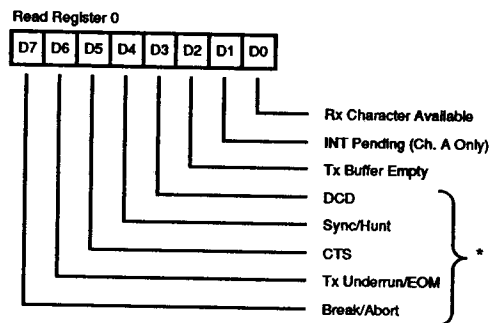 Read Register 0
D7 D6 D5 D4 D3 D2 D1 D0
Rx Character Available
INT Pending (Ch. A Only)
Tx Buffer Empty
DCD
Sync/Hunt
CTS
*
Tx Underrun/EOM
Break/Abort